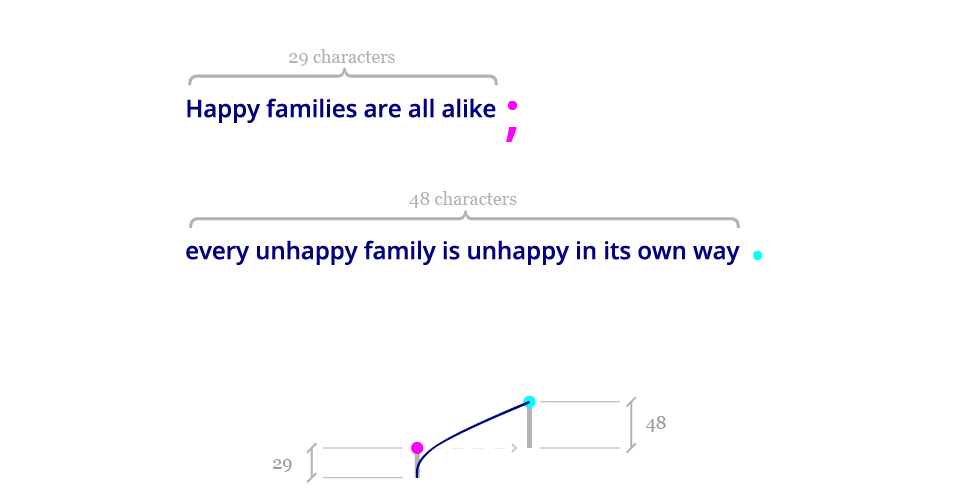 29 characters
Happy families are all alike ;
48 characters
every unhappy family is unhappy in its own way .
48
29